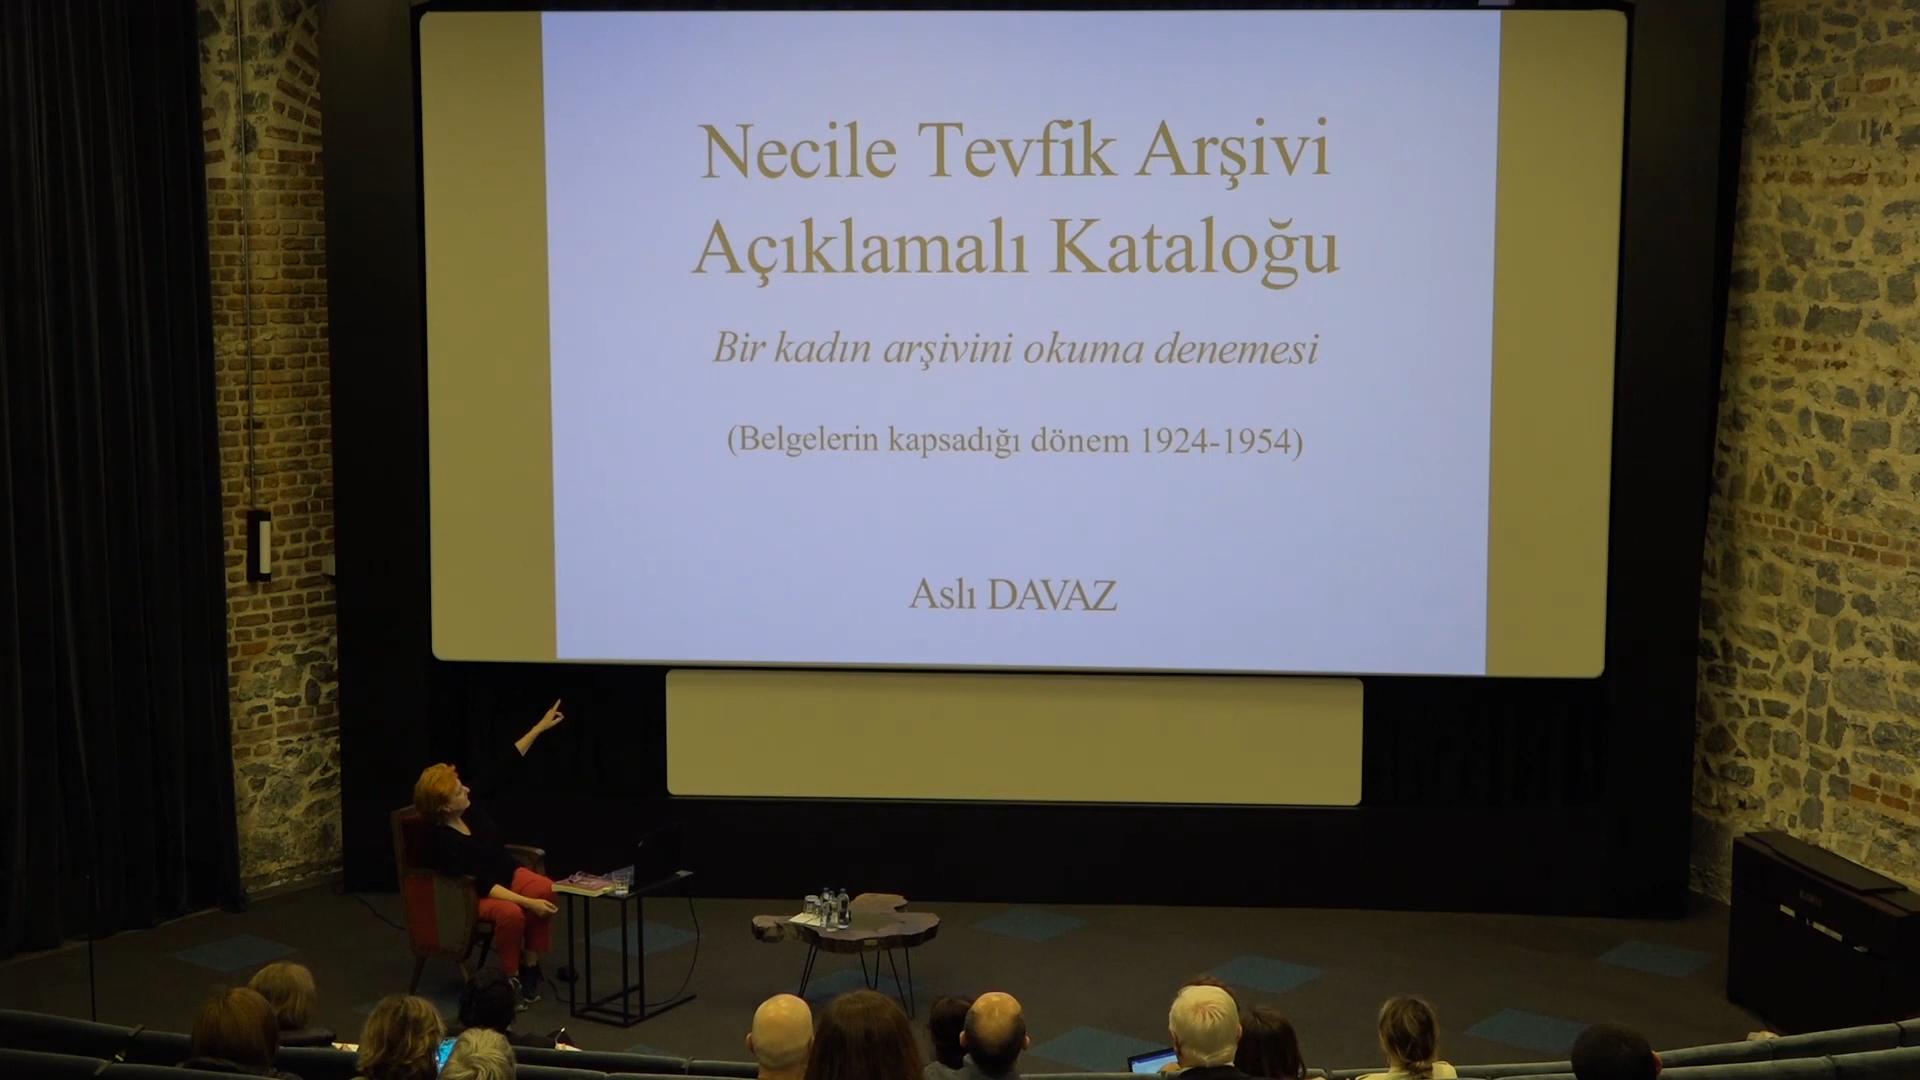 Necile Tevfik Arşivi
Açıklamalı Kataloğu
Bir kadın arşivini okuma denemesi
(Belgelerin kapsadığı dönem 1924-1954)
Aslı DAVAZ